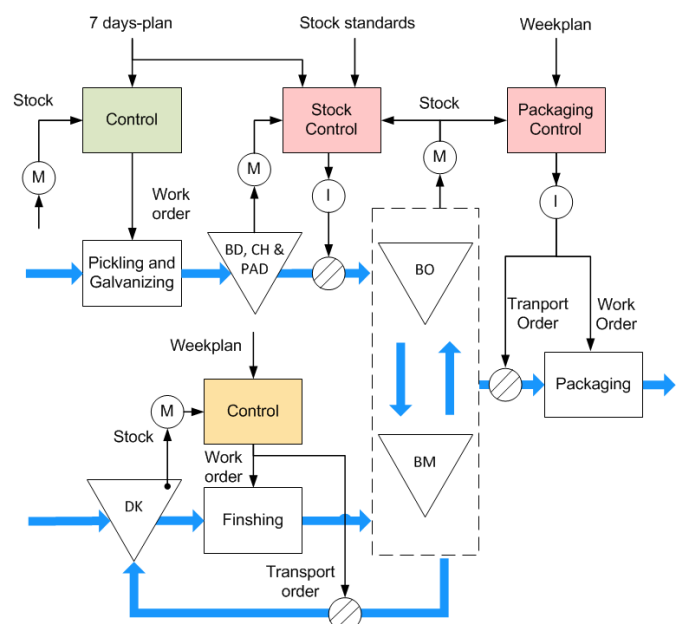 7 days-plan
Stock standards
Weekplan
Stock
Control
Stock
Control
Stock
Packaging
Control
M
M
M
I
I
Work
order
Pickling and
Galvanizing
BD, CH &
PAD
BO
Tranport
Order
Work
Order
Weekplan
Packaging
M
Control
Stock
Work
order
BM
DK
Finshing
Transport
order